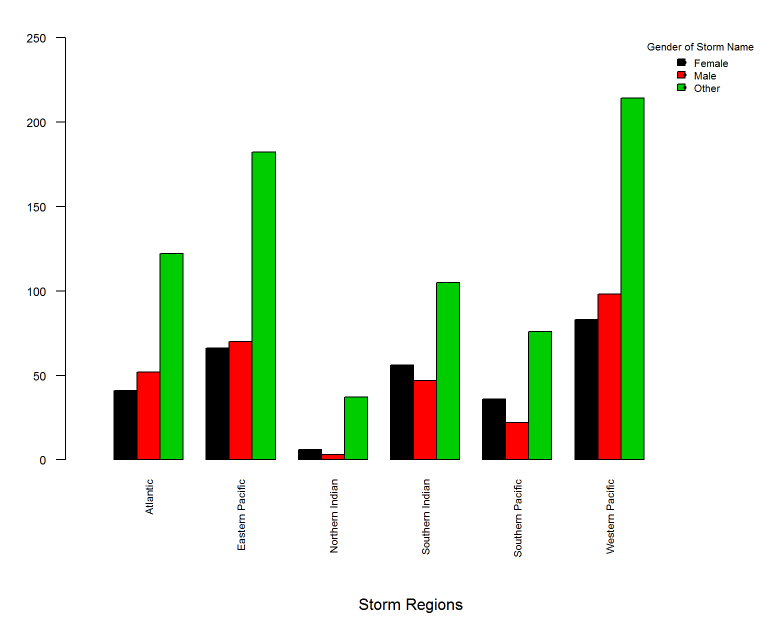 250
200
150
100
50
0
Gender of Storm Name
Female
Male
Other
Atlantic
Eastern Pacific
Northern Indian
Southern Indian
Southern Pacific
Western Pacific
Storm Regions